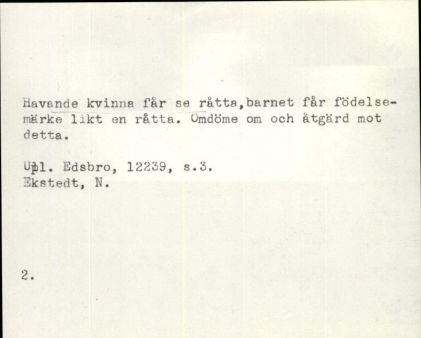 Havande kvinna får se råtta,barnet får födelse-
märke likt en råtta. Omdöme om och åtgärd mot
detta.
Upl. Edsbro, 12239, s.3.
Ekstedt, N.
2.